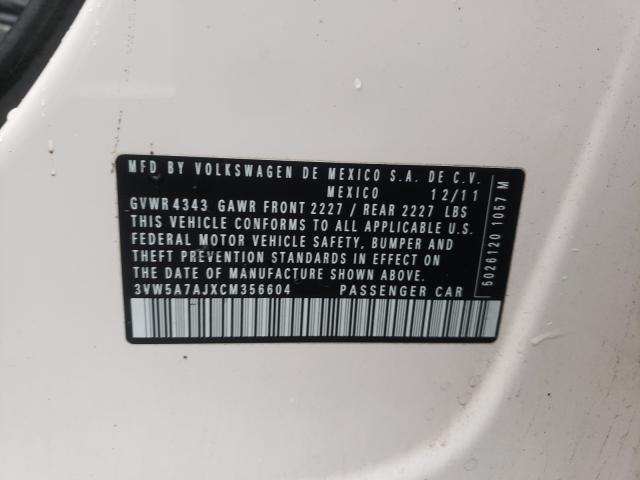 MFD BY VOLKSWAGEN DE MEXICO S.A. DE C.V.
MEXICO 12/11
GVWR 4343 GAWR FRONT 2227 / REAR 2227 LBS
THIS VEHICLE CONFORMS TO ALL APPLICABLE U.S.
FEDERAL MOTOR VEHICLE SAFETY, BUMPER AND
THEFT PREVENTION STANDARDS IN EFFECT ON
THE DATE OF MANUFACTURE SHOWN ABOVE.
3VW5A7AJXCM356604 PASSENGER CAR
5026120 1057 M